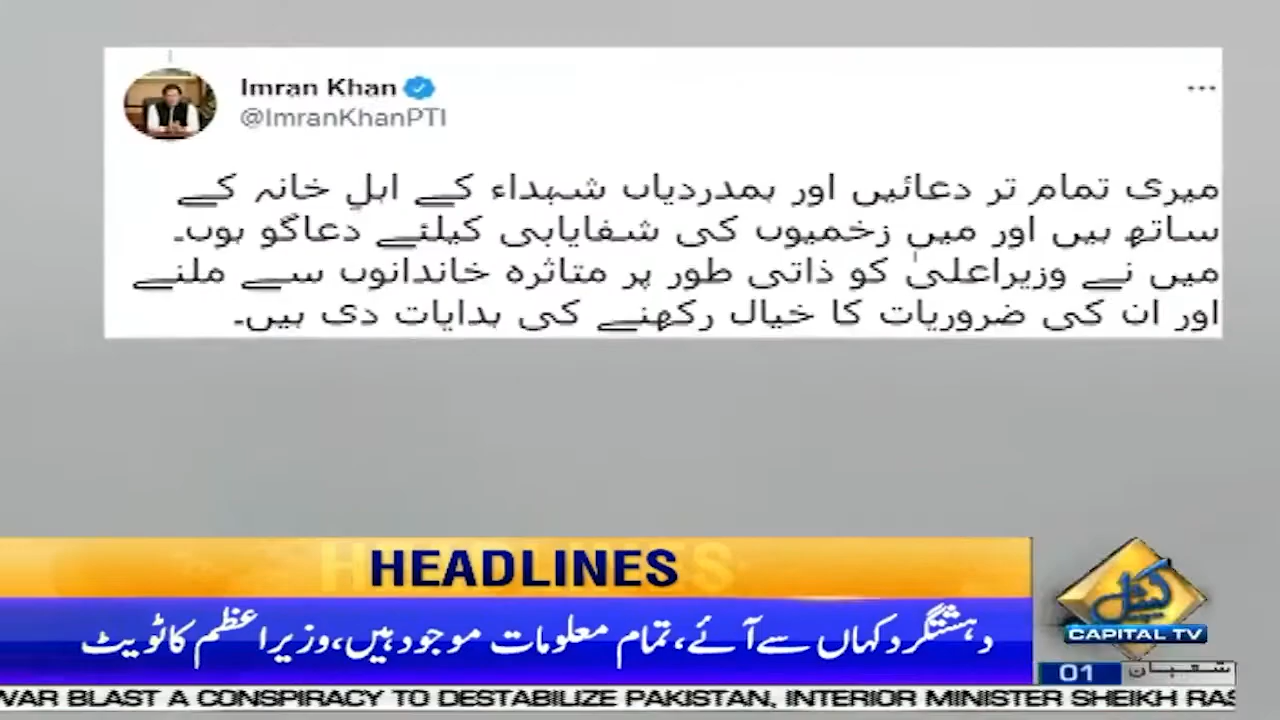 Imran Khan
@ImranKhanPTI
میری تمام تر دعائیں اور ہمدردیاں شہداء کے اہلِ خانہ کے
ساتھ ہیں اور میں زخمیوں کی شفایابی کیلئے دعاگو ہوں۔
میں نے وزیراعلیٰ کو ذاتی طور پر متاثرہ خاندانوں سے ملنے
اور ان کی ضروریات کا خیال رکھنے کی ہدایات دی ہیں۔
HEADLINES
دہشتگرد کہاں سے آئے، تمام معلومات موجود ہیں، وزیراعظم کا ٹویٹ
کیپیٹل
CAPITAL TV
01 شعبان
WAR BLAST A CONSPIRACY TO DESTABILIZE PAKISTAN, INTERIOR MINISTER SHEIKH RAS